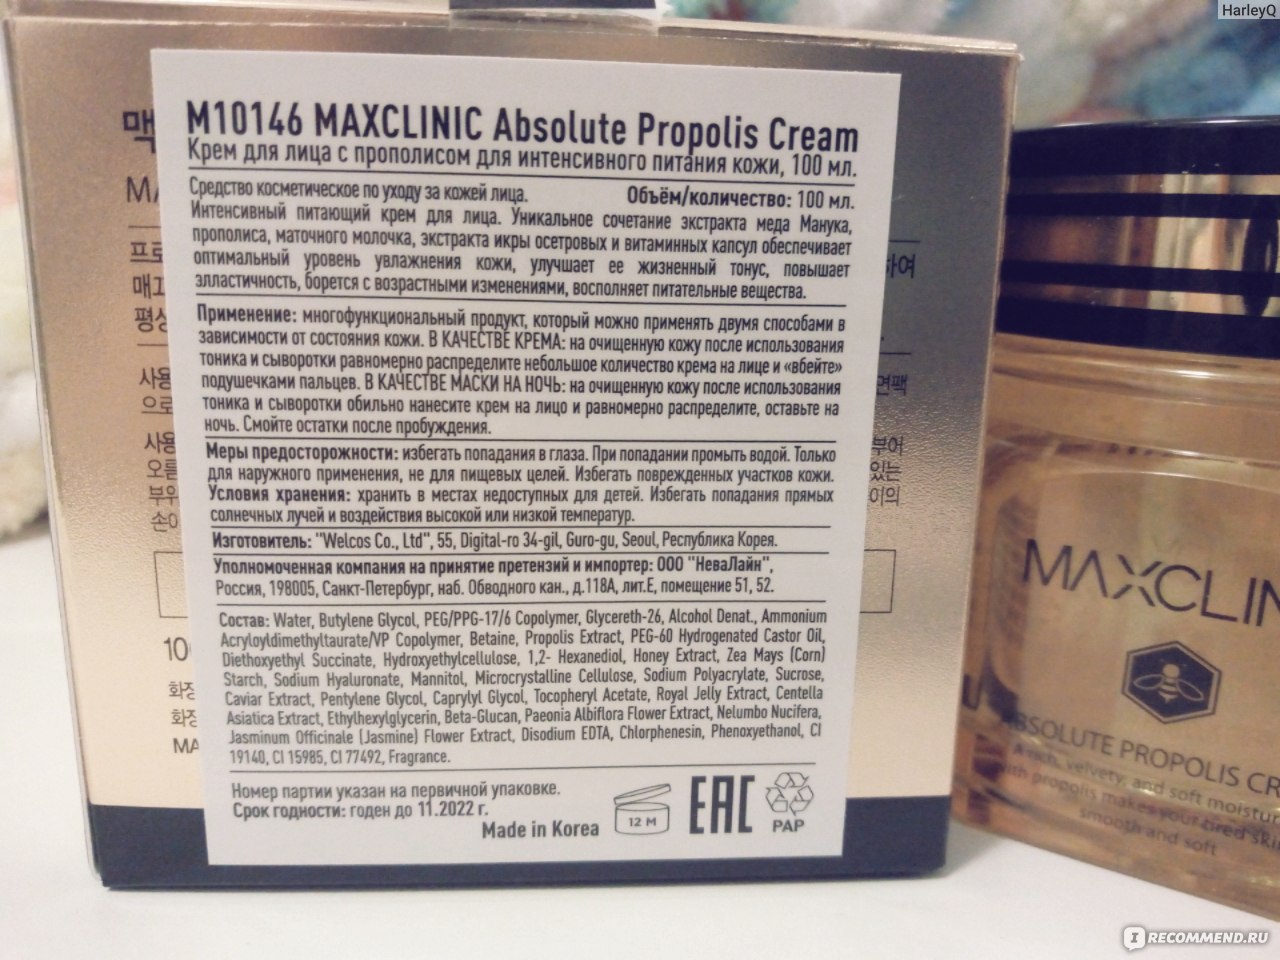 HarleyQ
M10146 MAXCLINIC Absolute Propolis Cream
Крем для лица с прополисом для интенсивного питания кожи, 100 мл.
Средство косметическое по уходу за кожей лица. Объём/количество: 100 мл.
Интенсивный питающий крем для лица. Уникальное сочетание экстракта меда Манука,
прополиса, маточного молочка, экстракта икры осетровых и витаминных капсул обеспечивает
оптимальный уровень увлажнения кожи, улучшает ее жизненный тонус, повышает
элластичность, борется с возрастными изменениями, восполняет питательные вещества.
Применение: многофункциональный продукт, который можно применять двумя способами в
зависимости от состояния кожи. В КАЧЕСТВЕ КРЕМА: на очищенную кожу после использования
тоника и сыворотки равномерно распределите небольшое количество крема на лице и «вбейте»
подушечками пальцев. В КАЧЕСТВЕ МАСКИ НА НОЧЬ: на очищенную кожу после использования
тоника и сыворотки обильно нанесите крем на лицо и равномерно распределите, оставьте на
ночь. Смойте остатки после пробуждения.
Меры предосторожности: избегать попадания в глаза. При попадании промыть водой. Только
для наружного применения, не для пищевых целей. Избегать поврежденных участков кожи.
Условия хранения: хранить в местах недоступных для детей. Избегать попадания прямых
солнечных лучей и воздействия высокой или низкой температур.
Изготовитель: "Welcos Co., Ltd", 55, Digital-ro 34-gil, Guro-gu, Seoul, Республика Корея.
Уполномоченная компания на принятие претензий и импортер: ООО "НеваЛайн",
Россия, 198005, Санкт-Петербург, наб. Обводного кан., д.118А, лит.Е, помещение 51, 52.
Состав: Water, Butylene Glycol, PEG/PPG-17/6 Copolymer, Glycereth-26, Alcohol Denat., Ammonium
Acryloyldimethyltaurate/VP Copolymer, Betaine, Propolis Extract, PEG-60 Hydrogenated Castor Oil,
Diethoxyethyl Succinate, Hydroxyethylcellulose, 1,2- Hexanediol, Honey Extract, Zea Mays (Corn)
Starch, Sodium Hyaluronate, Mannitol, Microcrystalline Cellulose, Sodium Polyacrylate, Sucrose,
Caviar Extract, Pentylene Glycol, Caprylyl Glycol, Tocopheryl Acetate, Royal Jelly Extract, Centella
Asiatica Extract, Ethylhexylglycerin, Beta-Glucan, Paeonia Albiflora Flower Extract, Nelumbo Nucifera,
Jasminum Officinale (Jasmine) Flower Extract, Disodium EDTA, Chlorphenesin, Phenoxyethanol, CI
19140, CI 15985, CI 77492, Fragrance.
Номер партии указан на первичной упаковке.
Срок годности: годен до 11.2022 г.
Made in Korea
12 M
EAC
PAP
MAXCLIN
ABSOLUTE PROPOLIS CR
A rich, velvety, and soft moistur
with propolis makes your tired ski
smooth and soft
IRECOMMEND.RU